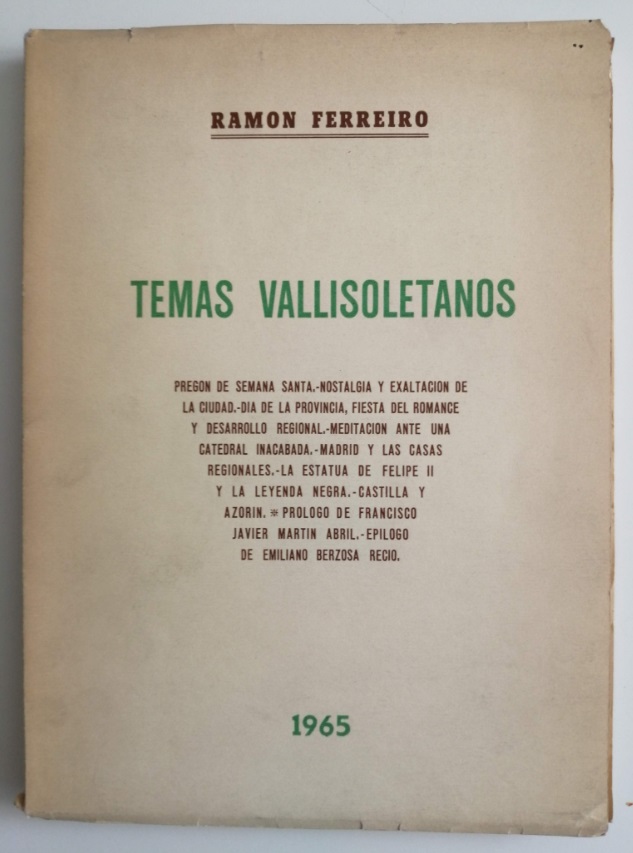 RAMON FERREIRO
TEMAS VALLISOLETANOS
PREGON DE SEMANA SANTA.-NOSTALGIA Y EXALTACION DE
LA CIUDAD.-DIA DE LA PROVINCIA, FIESTA DEL ROMANCE
Y DESARROLLO REGIONAL.-MEDITACION ANTE UNA
CATEDRAL INACABADA.-MADRID Y LAS CASAS
REGIONALES.-LA ESTATUA DE FELIPE II
Y LA LEYENDA NEGRA.-CASTILLA Y
AZORIN. * PROLOGO DE FRANCISCO
JAVIER MARTIN ABRIL.-EPILOGO
DE EMILIANO BERZOSA RECIO.
1965